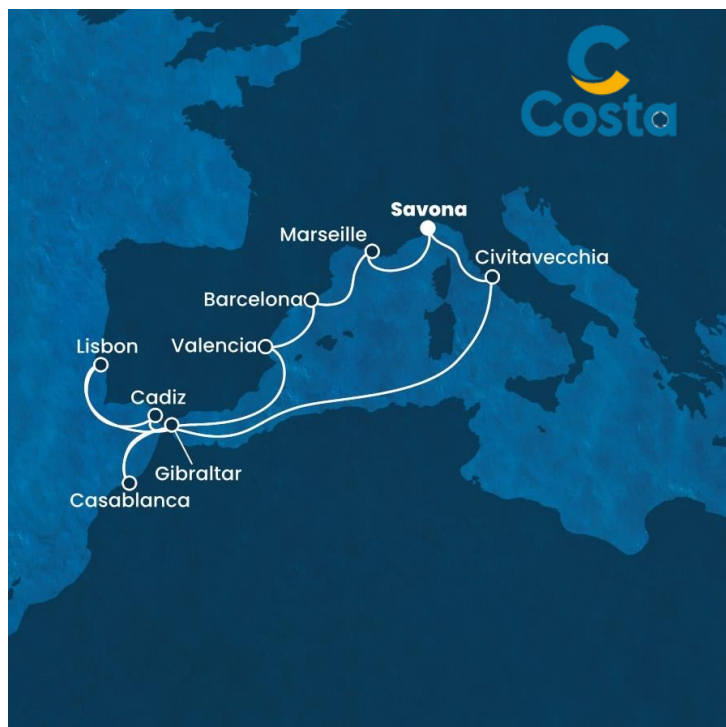 Costa
Savona
Marseille
Civitavecchia
Barcelona
Valencia
Lisbon
Cadiz
Gibraltar
Casablanca